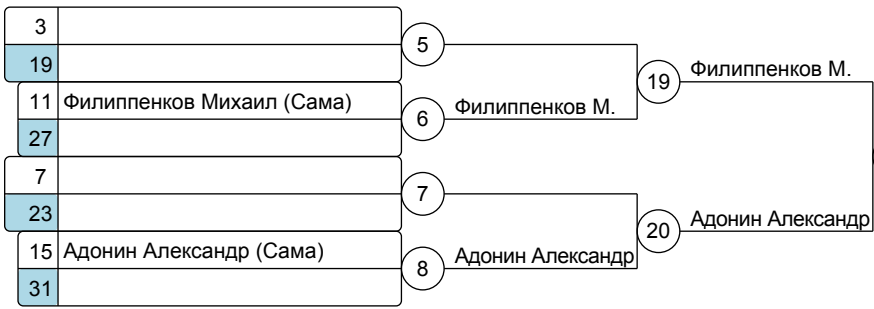 3
5
19
Филиппенков М.
19
11 Филиппенков Михаил (Сама)
6
Филиппенков М.
27
7
7
23
20
Адонин Александр
15 Адонин Александр (Сама)
8
Адонин Александр
31